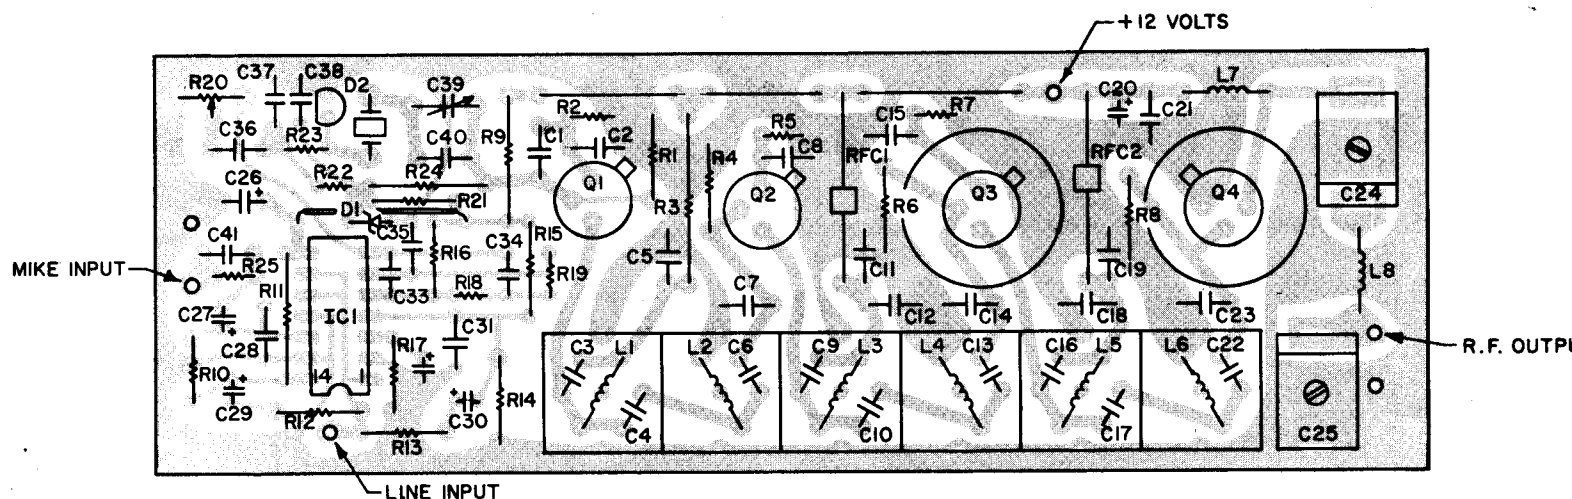 +12 VOLTS
R20 C37 C38 D2 C39 C20 L7
R2 C15 R7 C21
C36 R23 C40 R9 C1 C2 R1 R5 C8 RFC1 RFC2
R22 R24 Q1 R4 Q2 Q3 Q4 C24
C26 R21 R3 R6 R8
D1
C41 C35 R16 C34 R15 C5 C11 C19
MIKE INPUT R25 R11 C33 R18 R19 C7 L8
C27 IC1 C31 C12 C14 C18 C23
C28 R17 C3 L1 L2 C6 C9 L3 L4 C13 C16 L5 L6 C22 R.F. OUTPU
R10 14 1
C29 R12 C30 R14 C4 C10 C17 C25
R13
LINE INPUT